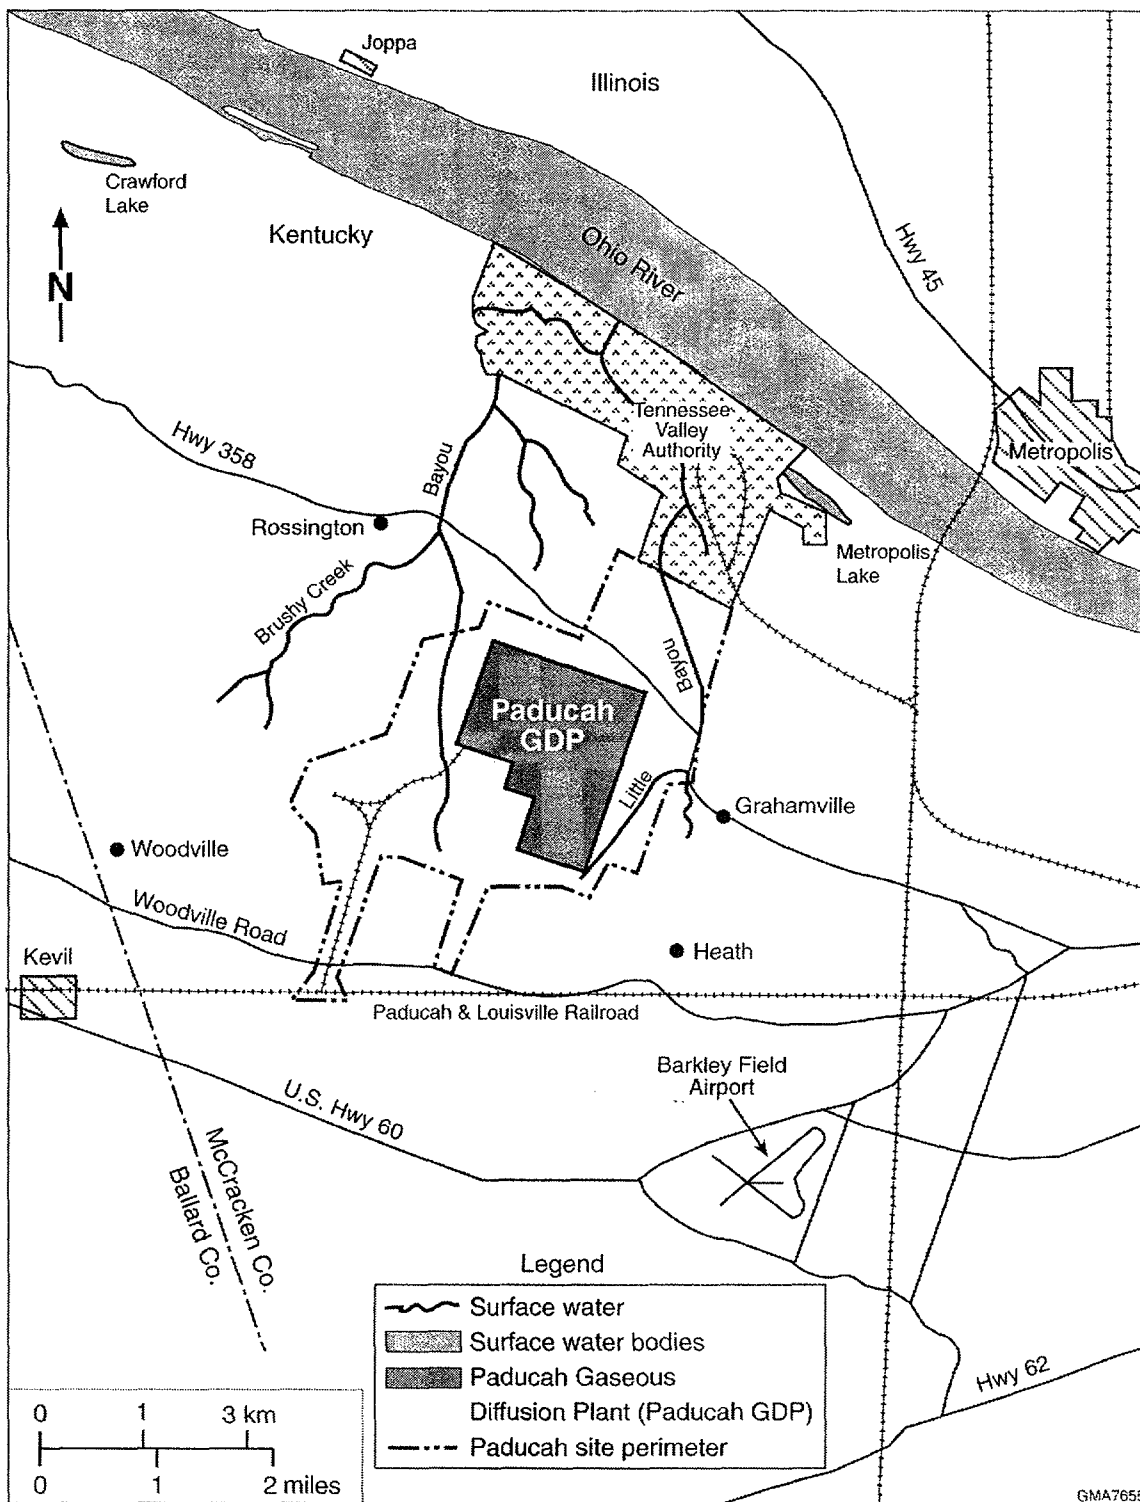 Joppa
Illinois
Crawford
Lake
Kentucky
Ohio River
Hwy 45
N
Tennessee
Valley
Authority
Metropolis
Hwy 358
Bayou
Rossington
Metropolis
Lake
Brushy Creek
Bayou
Paducah
GDP
Little
Grahamville
Woodville
Woodville Road
Heath
Kevil
Paducah & Louisville Railroad
Barkley Field
Airport
U.S. Hwy 60
McCracken Co.
Ballard Co.
Legend
Surface water
Surface water bodies
Paducah Gaseous
Diffusion Plant (Paducah GDP)
Paducah site perimeter
Hwy 62
0 1 3 km
0 1 2 miles
GMA7655